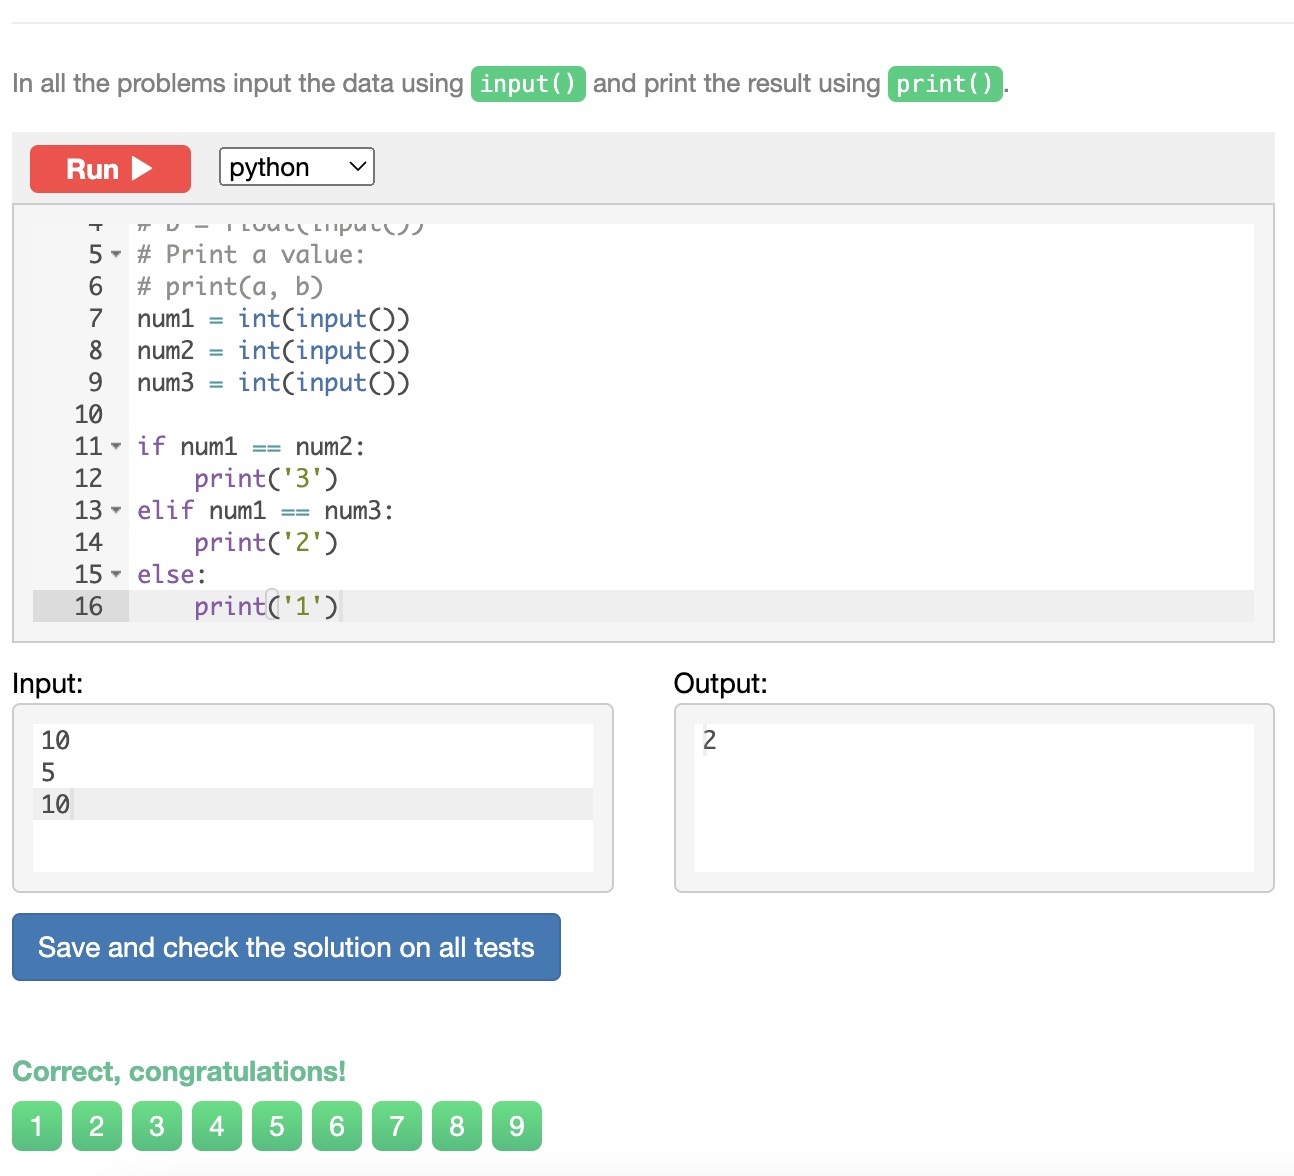 In all the problems input the data using input() and print the result using print().
Run
python
4 # b = float(input())
5 # Print a value:
6 # print(a, b)
7 num1 = int(input())
8 num2 = int(input())
9 num3 = int(input())
10
11 if num1 == num2:
12     print('3')
13 elif num1 == num3:
14     print('2')
15 else:
16     print('1')
Input:
10
5
10
Output:
2
Save and check the solution on all tests
Correct, congratulations!
1 2 3 4 5 6 7 8 9